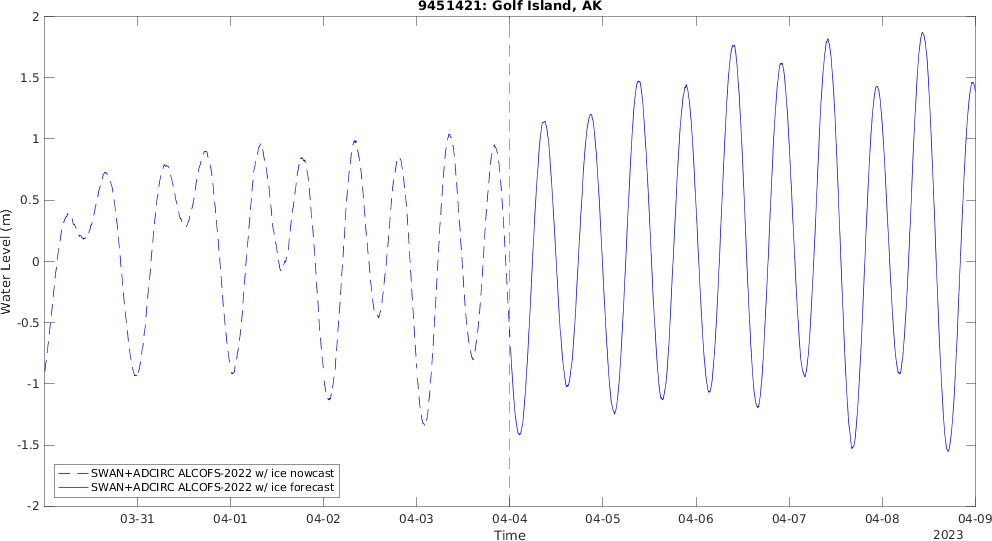 9451421: Golf Island, AK
2
1.5
1
0.5
0
-0.5
-1
-1.5
-2
Water Level (m)
SWAN+ADCIRC ALCOFS-2022 w/ ice nowcast
SWAN+ADCIRC ALCOFS-2022 w/ ice forecast
03-31 04-01 04-02 04-03 04-04 04-05 04-06 04-07 04-08 04-09
Time
2023